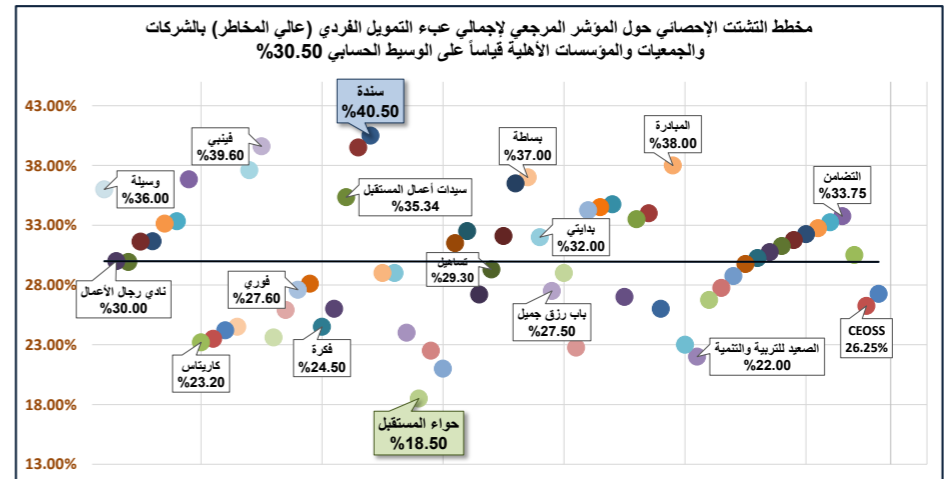 مخطط التشتت الإحصائي حول المؤشر المرجعي لإجمالي عبء التمويل الفردي (عالي المخاطر) بالشركات
والجمعيات والمؤسسات الأهلية قياساً على الوسيط الحسابي 30.50%
43.00%
38.00%
33.00%
28.00%
23.00%
18.00%
13.00%
وسيلة
%36.00
نادي رجال الأعمال
%30.00
فينبي
%39.60
كاريتاس
%23.20
فوري
%27.60
فكرة
%24.50
سندة
%40.50
سيدات أعمال المستقبل
%35.34
حواء المستقبل
%18.50
تساهيل
%29.30
بساطة
%37.00
بدايتي
%32.00
باب رزق جميل
%27.50
المبادرة
%38.00
الصعيد للتربية والتنمية
%22.00
التضامن
%33.75
CEOSS
26.25%